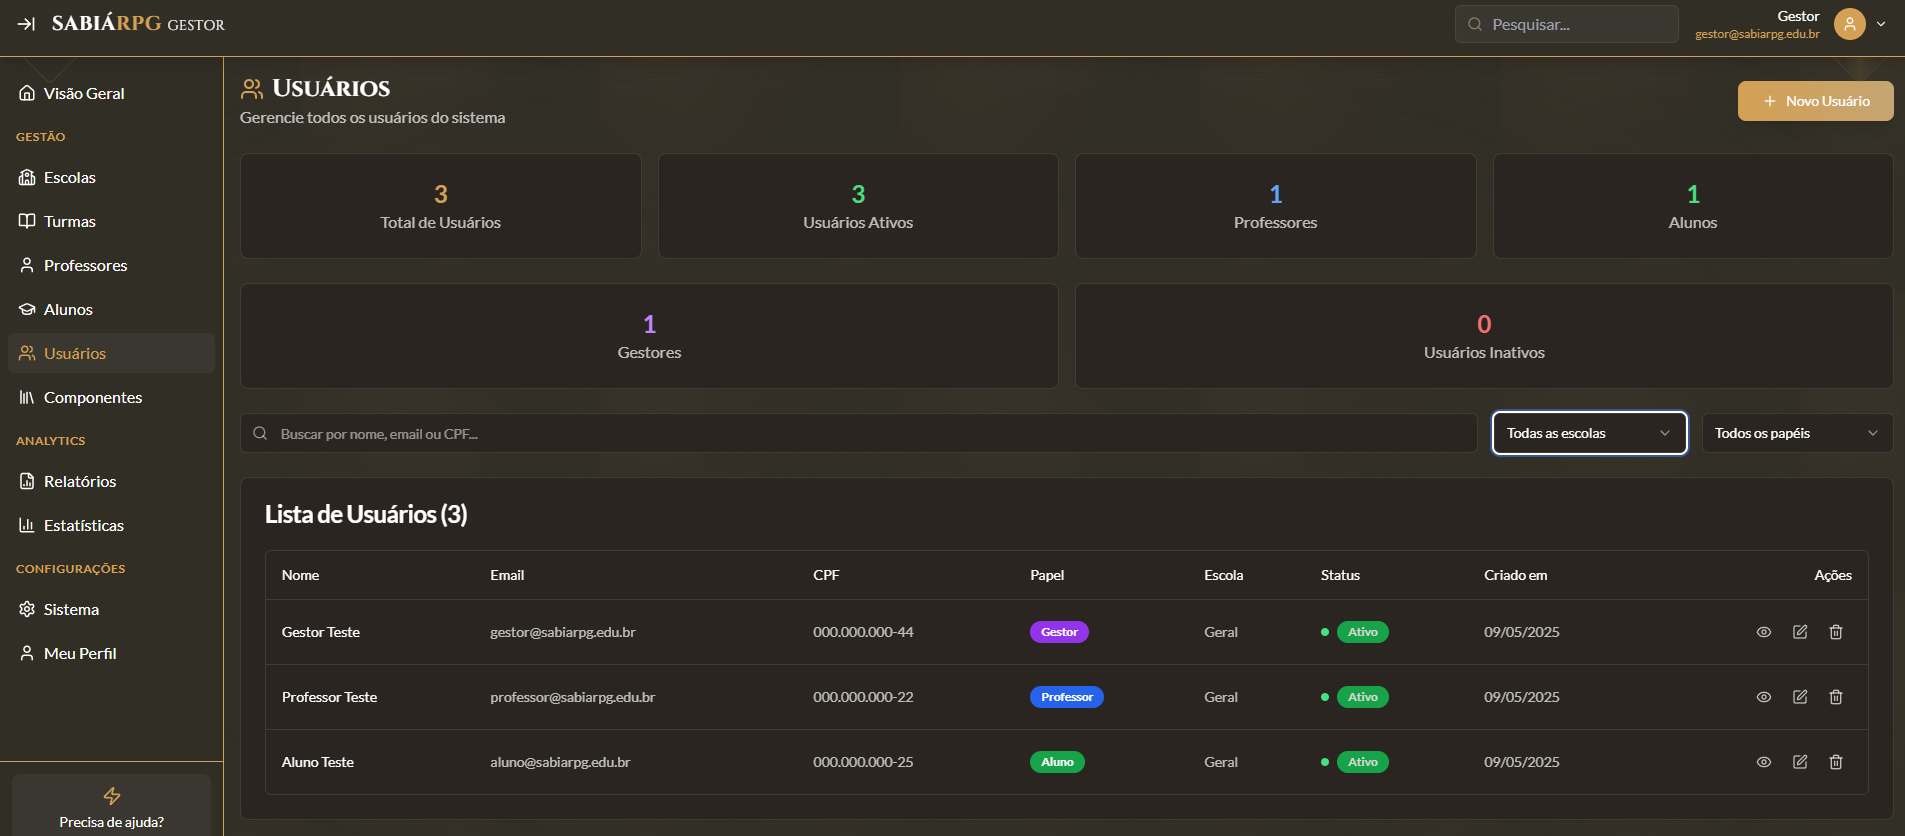 SABIÁRPG GESTOR
Pesquisar...
Gestor
gestor@sabiarpg.edu.br
Visão Geral
GESTÃO
Escolas
Turmas
Professores
Alunos
Usuários
Componentes
ANALYTICS
Relatórios
Estatísticas
CONFIGURAÇÕES
Sistema
Meu Perfil
Precisa de ajuda?
Usuários
Gerencie todos os usuários do sistema
Novo Usuário
3
Total de Usuários
3
Usuários Ativos
1
Professores
1
Alunos
1
Gestores
0
Usuários Inativos
Buscar por nome, email ou CPF...
Todas as escolas
Todos os papéis
Lista de Usuários (3)
Nome Email CPF Papel Escola Status Criado em Ações
Gestor Teste gestor@sabiarpg.edu.br 000.000.000-44 Gestor Geral Ativo 09/05/2025
Professor Teste professor@sabiarpg.edu.br 000.000.000-22 Professor Geral Ativo 09/05/2025
Aluno Teste aluno@sabiarpg.edu.br 000.000.000-25 Aluno Geral Ativo 09/05/2025